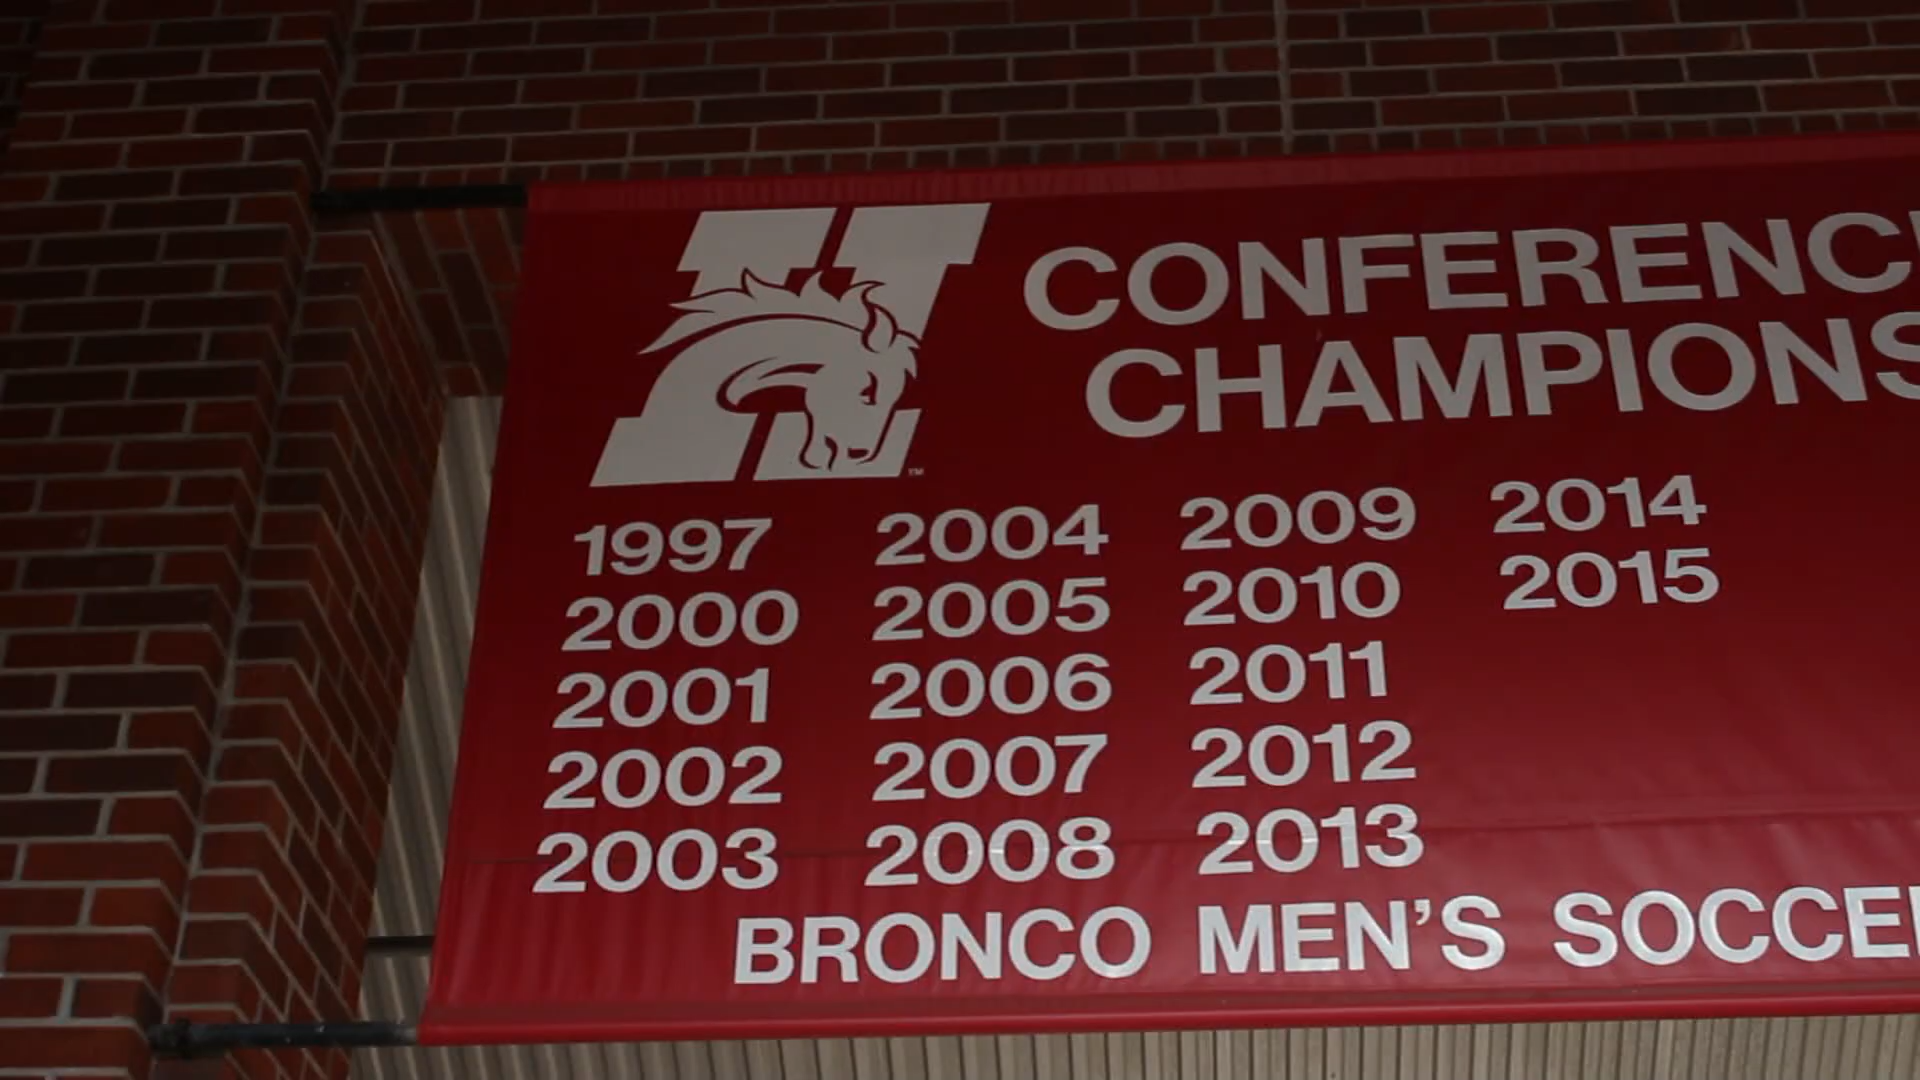 H
CONFERENC
CHAMPIONS
1997 2004 2009 2014
2000 2005 2010 2015
2001 2006 2011
2002 2007 2012
2003 2008 2013
BRONCO MEN'S SOCCE